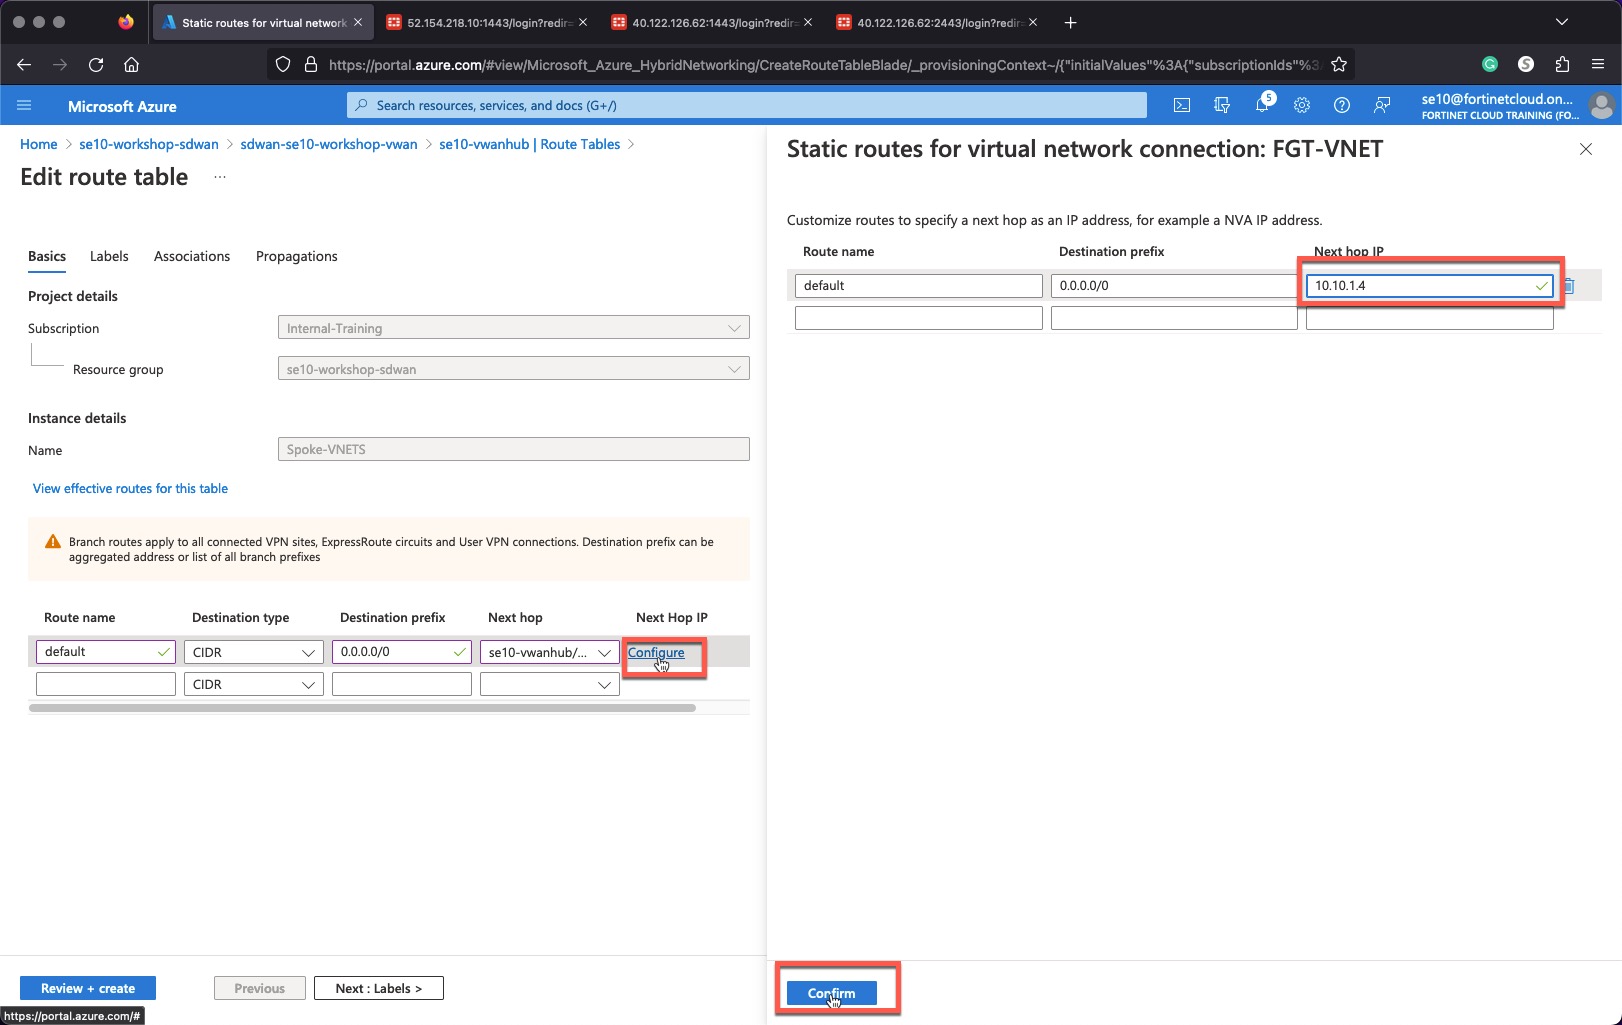 Static routes for virtual network
52.154.218.10:1443/login?redir=
40.122.126.62:1443/login?redir=
40.122.126.62:2443/login?redir=
https://portal.azure.com/#view/Microsoft_Azure_HybridNetworking/CreateRouteTableBlade/_provisioningContext~/{"initialValues"%3A{"subscriptionIds"%3
Microsoft Azure
Search resources, services, and docs (G+/)
5
se10@fortinetcloud.on...
FORTINET CLOUD TRAINING (FO...
Home > se10-workshop-sdwan > sdwan-se10-workshop-vwan > se10-vwanhub | Route Tables >
Edit route table ...
Basics Labels Associations Propagations
Project details
Subscription Internal-Training
Resource group se10-workshop-sdwan
Instance details
Name Spoke-VNETS
View effective routes for this table
Branch routes apply to all connected VPN sites, ExpressRoute circuits and User VPN connections. Destination prefix can be
aggregated address or list of all branch prefixes
Route name Destination type Destination prefix Next hop Next Hop IP
default CIDR 0.0.0.0/0 se10-vwanhub/... Configure
CIDR
Review + create Previous Next : Labels >
https://portal.azure.com/#
Static routes for virtual network connection: FGT-VNET
Customize routes to specify a next hop as an IP address, for example a NVA IP address.
Route name Destination prefix Next hop IP
default 0.0.0.0/0 10.10.1.4
Confirm